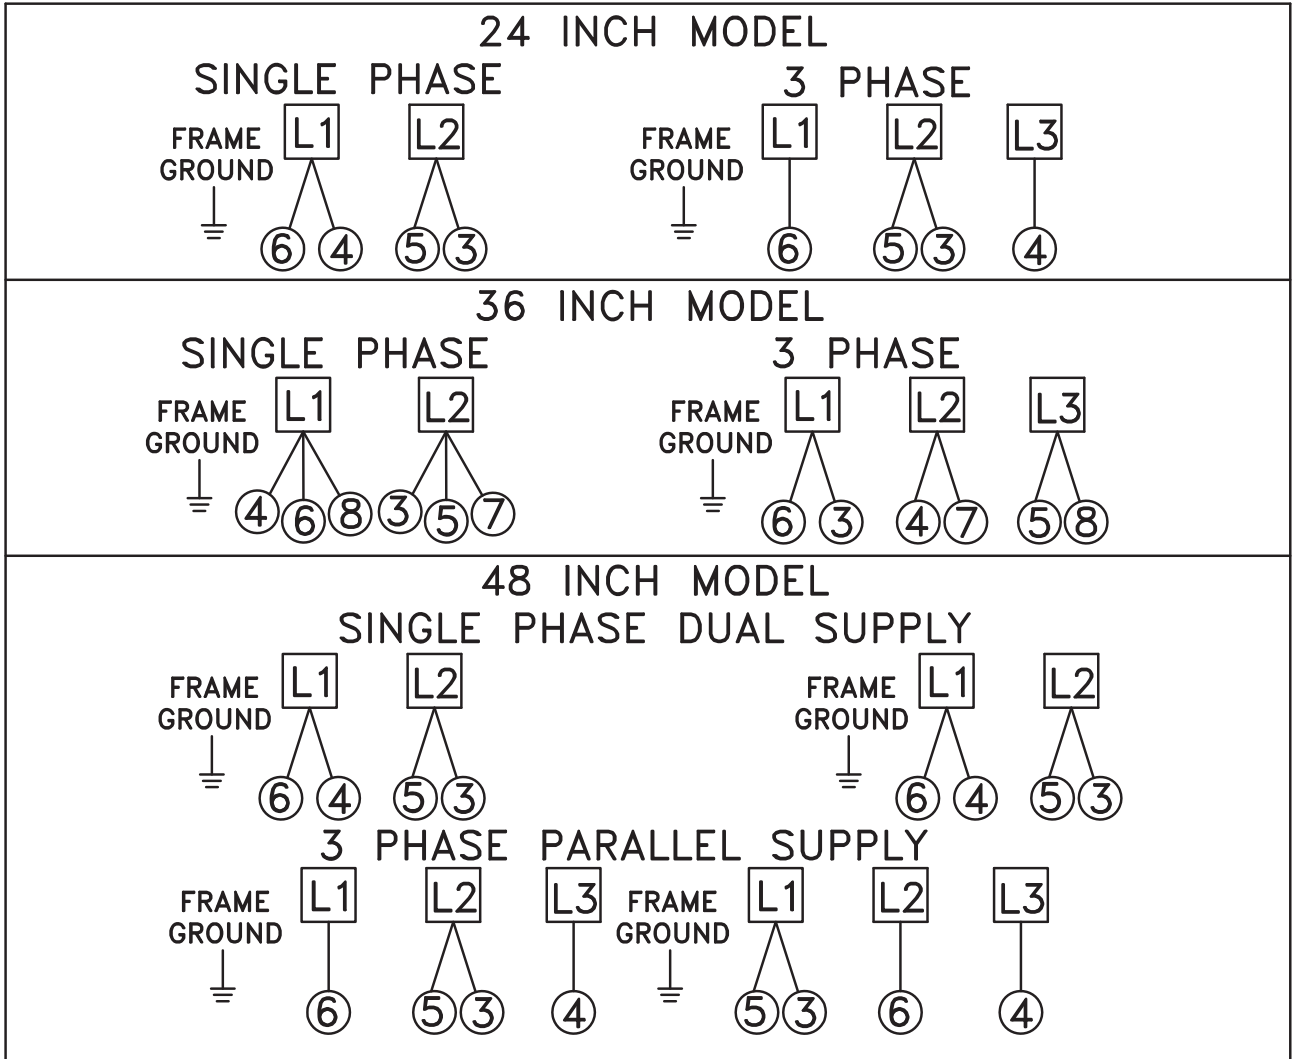 24 INCH MODEL
SINGLE PHASE 3 PHASE
FRAME GROUND L1 L2 FRAME GROUND L1 L2 L3
6 4 5 3 6 5 3 4
36 INCH MODEL
SINGLE PHASE 3 PHASE
FRAME GROUND L1 L2 FRAME GROUND L1 L2 L3
4 6 8 3 5 7 6 3 4 7 5 8
48 INCH MODEL
SINGLE PHASE DUAL SUPPLY
FRAME GROUND L1 L2 FRAME GROUND L1 L2
6 4 5 3 6 4 5 3
3 PHASE PARALLEL SUPPLY
FRAME GROUND L1 L2 L3 FRAME GROUND L1 L2 L3
6 5 3 4 5 3 6 4